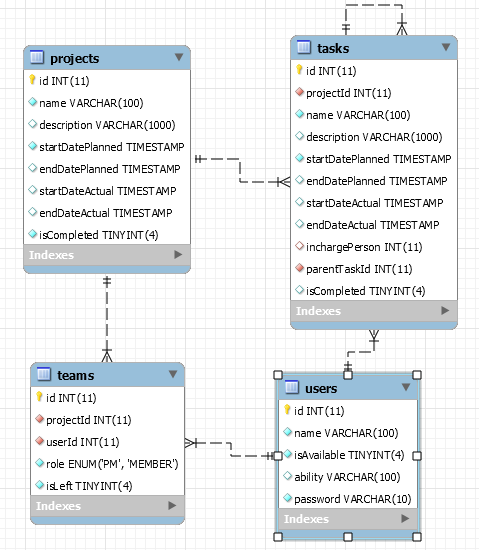 projects
id INT(11)
name VARCHAR(100)
description VARCHAR(1000)
startDatePlanned TIMESTAMP
endDatePlanned TIMESTAMP
startDateActual TIMESTAMP
endDateActual TIMESTAMP
isCompleted TINYINT(4)
Indexes
tasks
id INT(11)
projectId INT(11)
name VARCHAR(100)
description VARCHAR(1000)
startDatePlanned TIMESTAMP
endDatePlanned TIMESTAMP
startDateActual TIMESTAMP
endDateActual TIMESTAMP
inchargePerson INT(11)
parentTaskId INT(11)
isCompleted TINYINT(4)
Indexes
teams
id INT(11)
projectId INT(11)
userId INT(11)
role ENUM('PM', 'MEMBER')
isLeft TINYINT(4)
Indexes
users
id INT(11)
name VARCHAR(100)
isAvailable TINYINT(4)
ability VARCHAR(100)
password VARCHAR(10)
Indexes